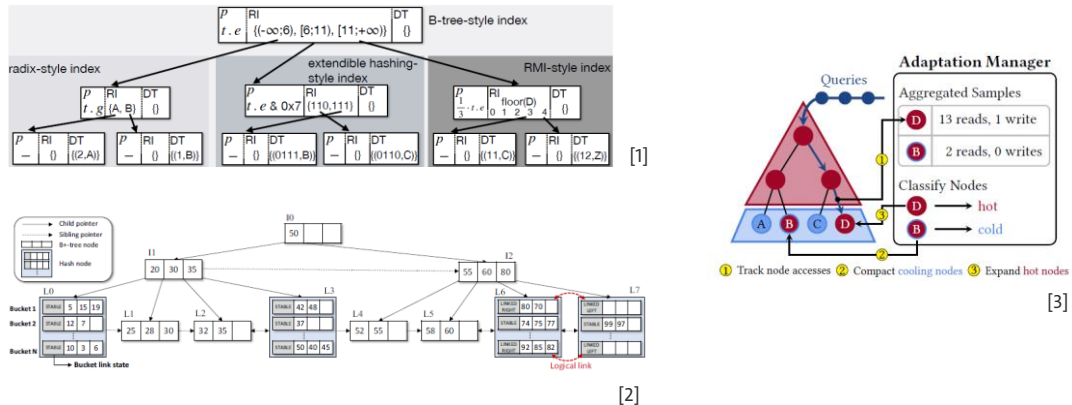 B-tree-style index
p RI DT
t.e {(-∞;6), [6;11), [11;+∞)} {}
radix-style index
extendible hashing-
style index
RMI-style index
p RI DT
t.g {A, B} {}
p RI DT
t.e & 0x7 {110,111} {}
p RI DT
1/3 · t.e floor(D) {}
0 1 2 3 4
p RI DT
— {} {(2,A)}
p RI DT
— {} {(1,B)}
p RI DT
— {} {(0111,B)}
p RI DT
— {} {(0110,C)}
p RI DT
— {} {(11,C)}
p RI DT
— {} {(12,Z)}
[1]
Child pointer
Sibling pointer
B+-tree node
Hash node
I0
50
I1
20 30 35
I2
55 60 80
L0
Bucket 1 STABLE 5 15 19
Bucket 2 STABLE 12 7
Bucket N STABLE 10 3 6
Bucket link state
L1
25 28 30
L2
32 35
L3
STABLE 42 48
STABLE 37
STABLE 50 40 45
L4
52 55
L5
58 60
L6
LINKED RIGHT 80 70
STABLE 74 75 77
LINKED RIGHT 92 85 82
Logical link
L7
LINKED LEFT
STABLE 99 97
LINKED LEFT
[2]
Queries
A B C D
Adaptation Manager
Aggregated Samples
D 13 reads, 1 write
B 2 reads, 0 writes
Classify Nodes
D hot
B cold
1
3
2
1 Track node accesses 2 Compact cooling nodes 3 Expand hot nodes
[3]